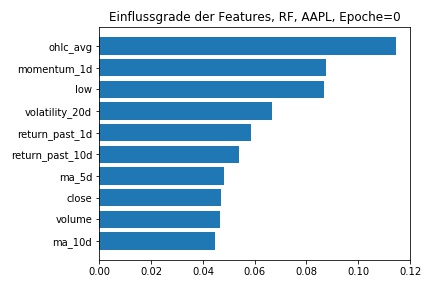 Einflussgrade der Features, RF, AAPL, Epoche=0
ohlc_avg
momentum_1d
low
volatility_20d
return_past_1d
return_past_10d
ma_5d
close
volume
ma_10d
0.00 0.02 0.04 0.06 0.08 0.10 0.12